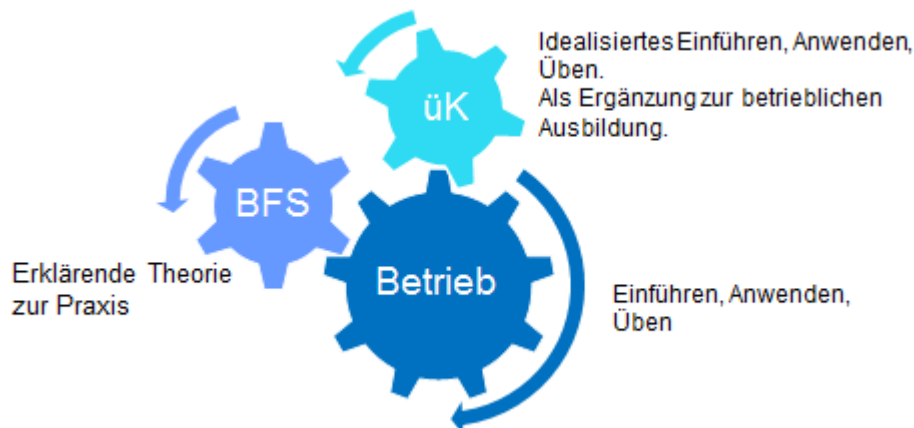 Idealisiertes Einführen, Anwenden,
Üben.
Als Ergänzung zur betrieblichen
Ausbildung.
üK
BFS
Betrieb
Erklärende Theorie
zur Praxis
Einführen, Anwenden,
Üben